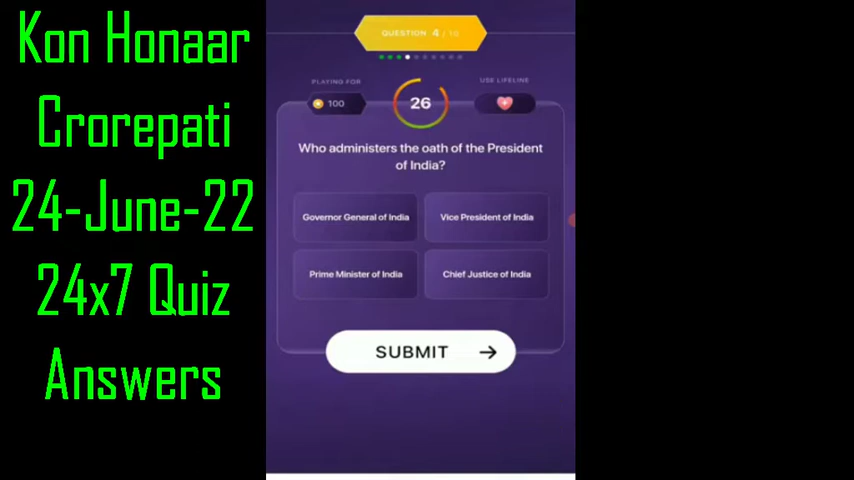 Kon Honaar
Crorepati
24-June-22
24x7 Quiz
Answers
QUESTION 4 / 10
PLAYING FOR
100
26
USE LIFELINE
Who administers the oath of the President
of India?
Governor General of India
Vice President of India
Prime Minister of India
Chief Justice of India
SUBMIT